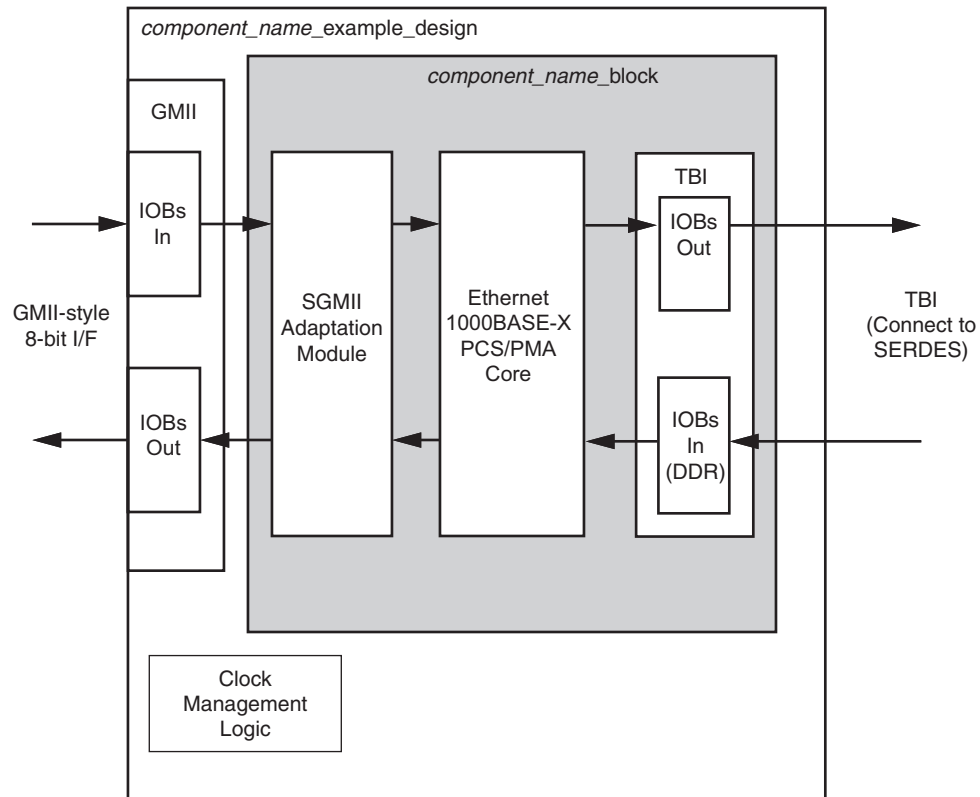 component_name_example_design
component_name_block
GMII
IOBs
In
GMII-style
8-bit I/F
IOBs
Out
SGMII
Adaptation
Module
Ethernet
1000BASE-X
PCS/PMA
Core
TBI
IOBs
Out
IOBs
In
(DDR)
TBI
(Connect to
SERDES)
Clock
Management
Logic